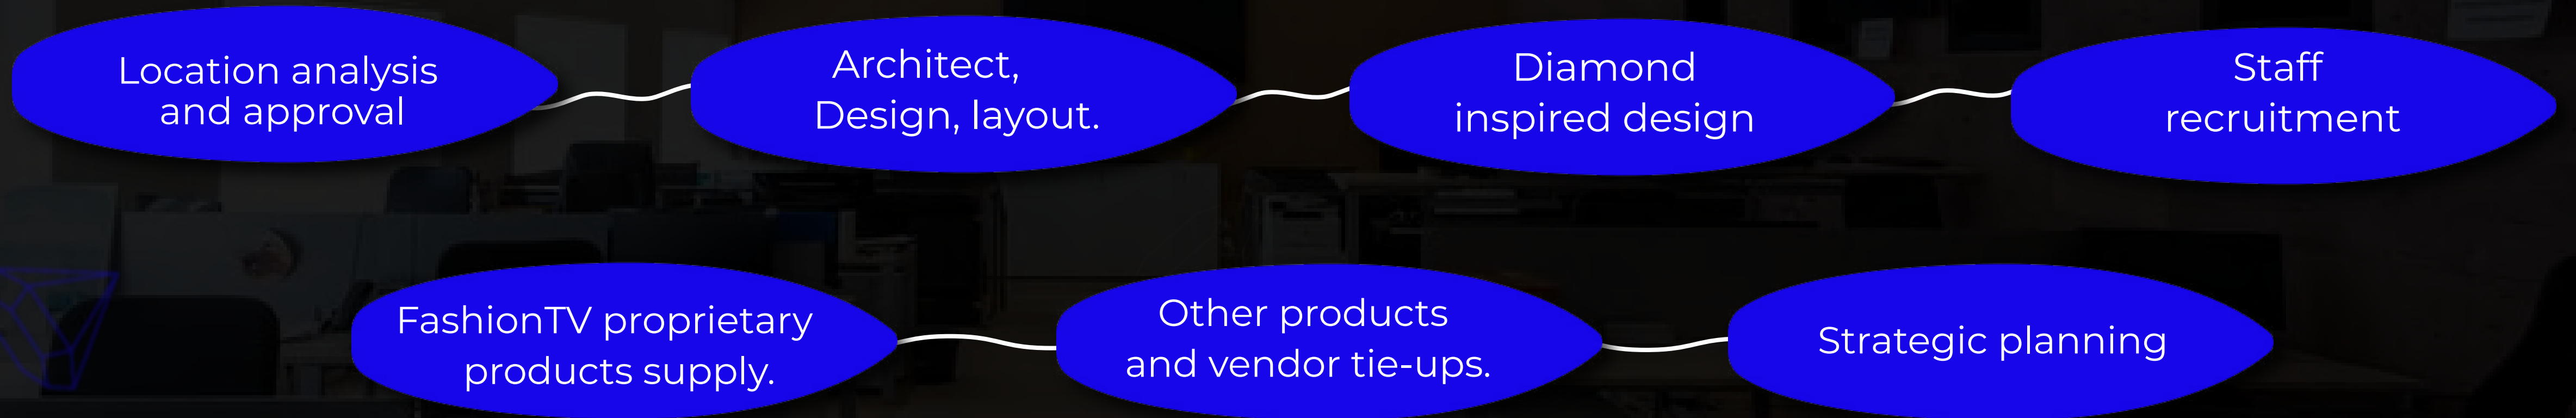 Location analysis
and approval
Architect,
Design, layout.
Diamond
inspired design
Staff
recruitment
FashionTV proprietary
products supply.
Other products
and vendor tie-ups.
Strategic planning